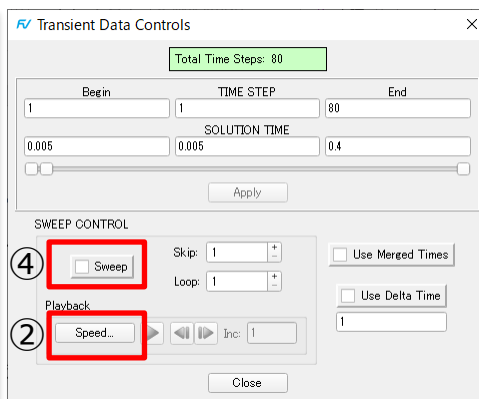 FV Transient Data Controls
Total Time Steps: 80
Begin TIME STEP End
1 1 80
SOLUTION TIME
0.005 0.005 0.4
Apply
SWEEP CONTROL
④ Sweep Skip: 1 Use Merged Times
Loop: 1
Playback Use Delta Time
② Speed... Inc: 1 1
Close